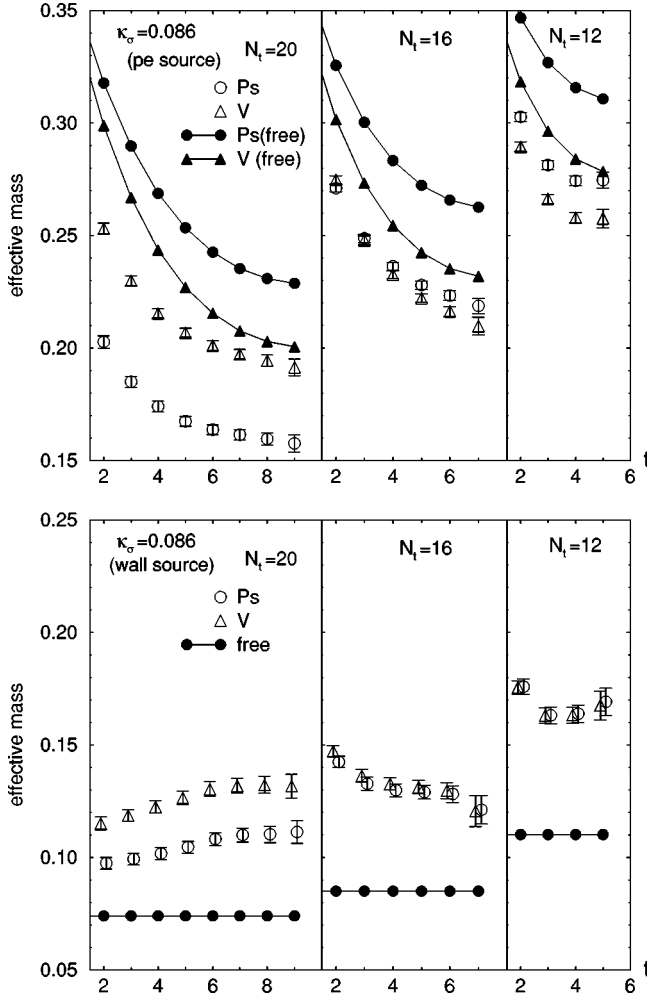 0.35
κσ=0.086
(pe source)
Nt=20
Nt=16
Nt=12
Ps
V
Ps(free)
V (free)
0.30
0.25
0.20
0.15
effective mass
2 4 6 8 2 4 6 8 2 4 6
t
0.25
κσ=0.086
(wall source)
Nt=20
Nt=16
Nt=12
Ps
V
free
0.20
0.15
0.10
0.05
effective mass
2 4 6 8 2 4 6 8 2 4 6
t